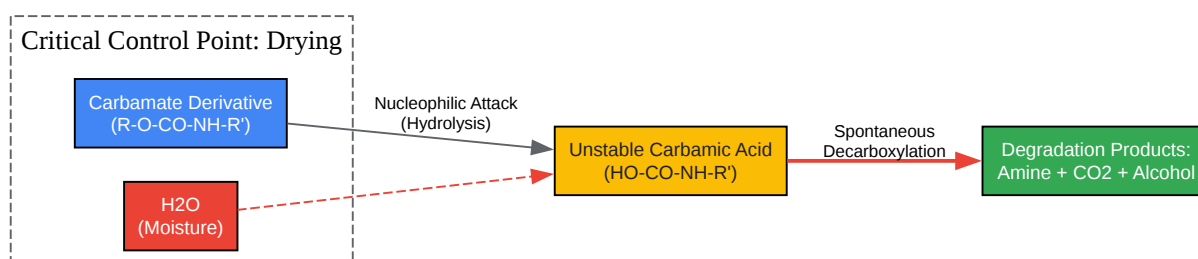 Critical Control Point: Drying
Carbamate Derivative
(R-O-CO-NH-R')
Nucleophilic Attack
(Hydrolysis)
H2O
(Moisture)
Unstable Carbamic Acid
(HO-CO-NH-R')
Spontaneous
Decarboxylation
Degradation Products:
Amine + CO2 + Alcohol